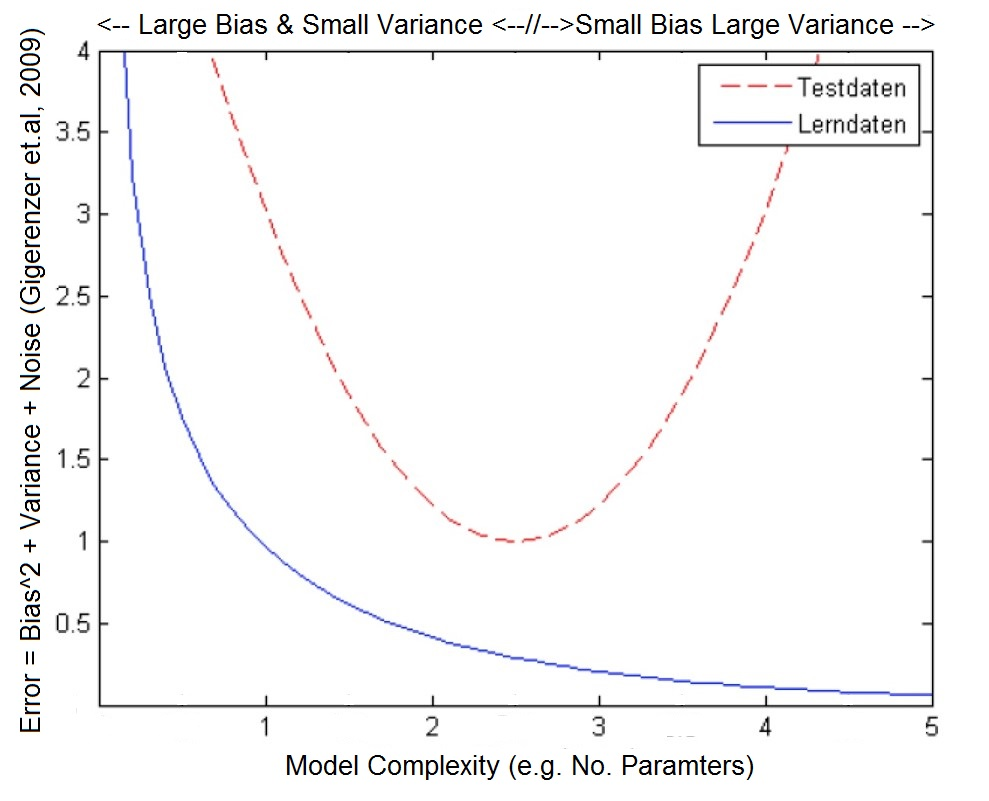 <-- Large Bias & Small Variance <--//-->Small Bias Large Variance -->
Error = Bias^2 + Variance + Noise (Gigerenzer et.al, 2009)
4
3.5
3
2.5
2
1.5
1
0.5
Testdaten
Lerndaten
1 2 3 4 5
Model Complexity (e.g. No. Paramters)